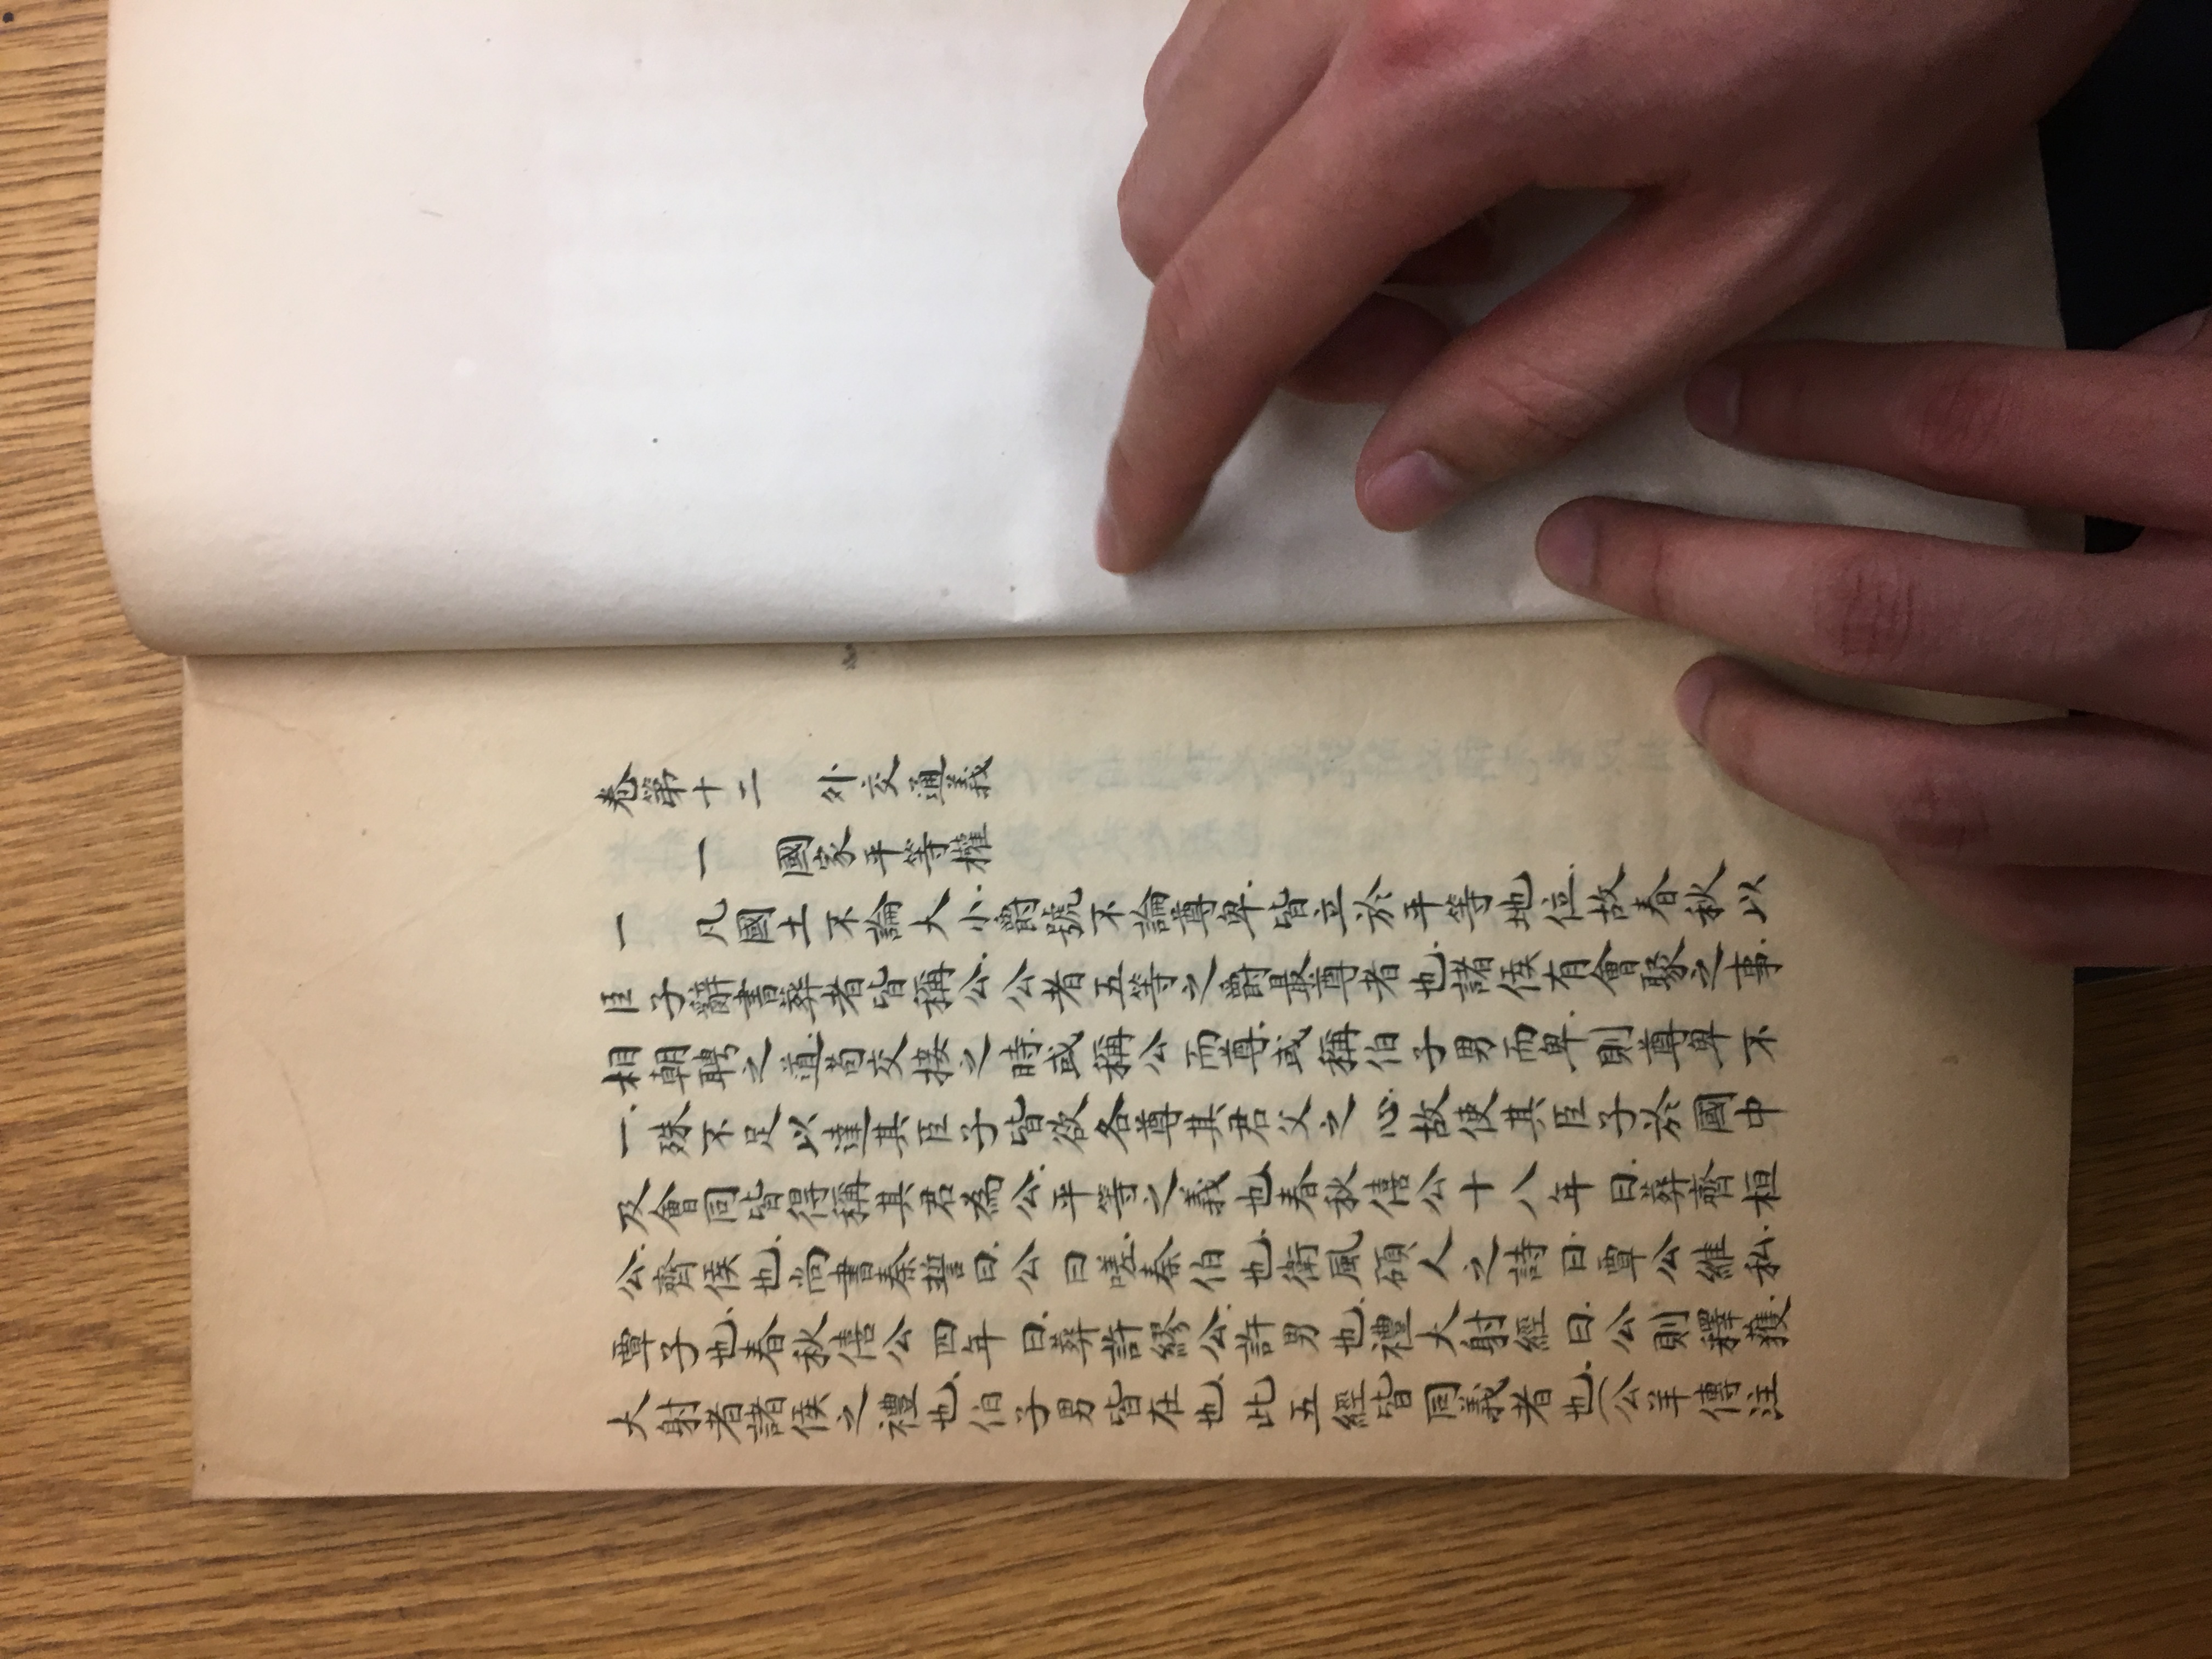 卷第十二　外交通義
一　國家平等權
一　凡國土不論大小爵號不論尊卑皆立於平等地位故春秋以
臣子辭書葬者皆稱公公者五等之爵最尊者也諸侯有會聚之事
相朝聘之道苟交接之時或稱公而尊或稱伯子男而卑則尊卑不
一殊不足以達其臣子皆欲各尊其君父之心故使其臣子於國中
及會同皆得稱其君為公平等之義也春秋僖公十八年曰葬齊桓
公齊侯也尚書秦誓曰公曰嗟秦伯也衛風碩人之詩曰覃公維私
覃子也春秋僖公四年曰葬許繆公許男也禮大射經曰公則釋獲
大射者諸侯之禮也伯子男皆在也此五經皆同義者也(公羊傳注